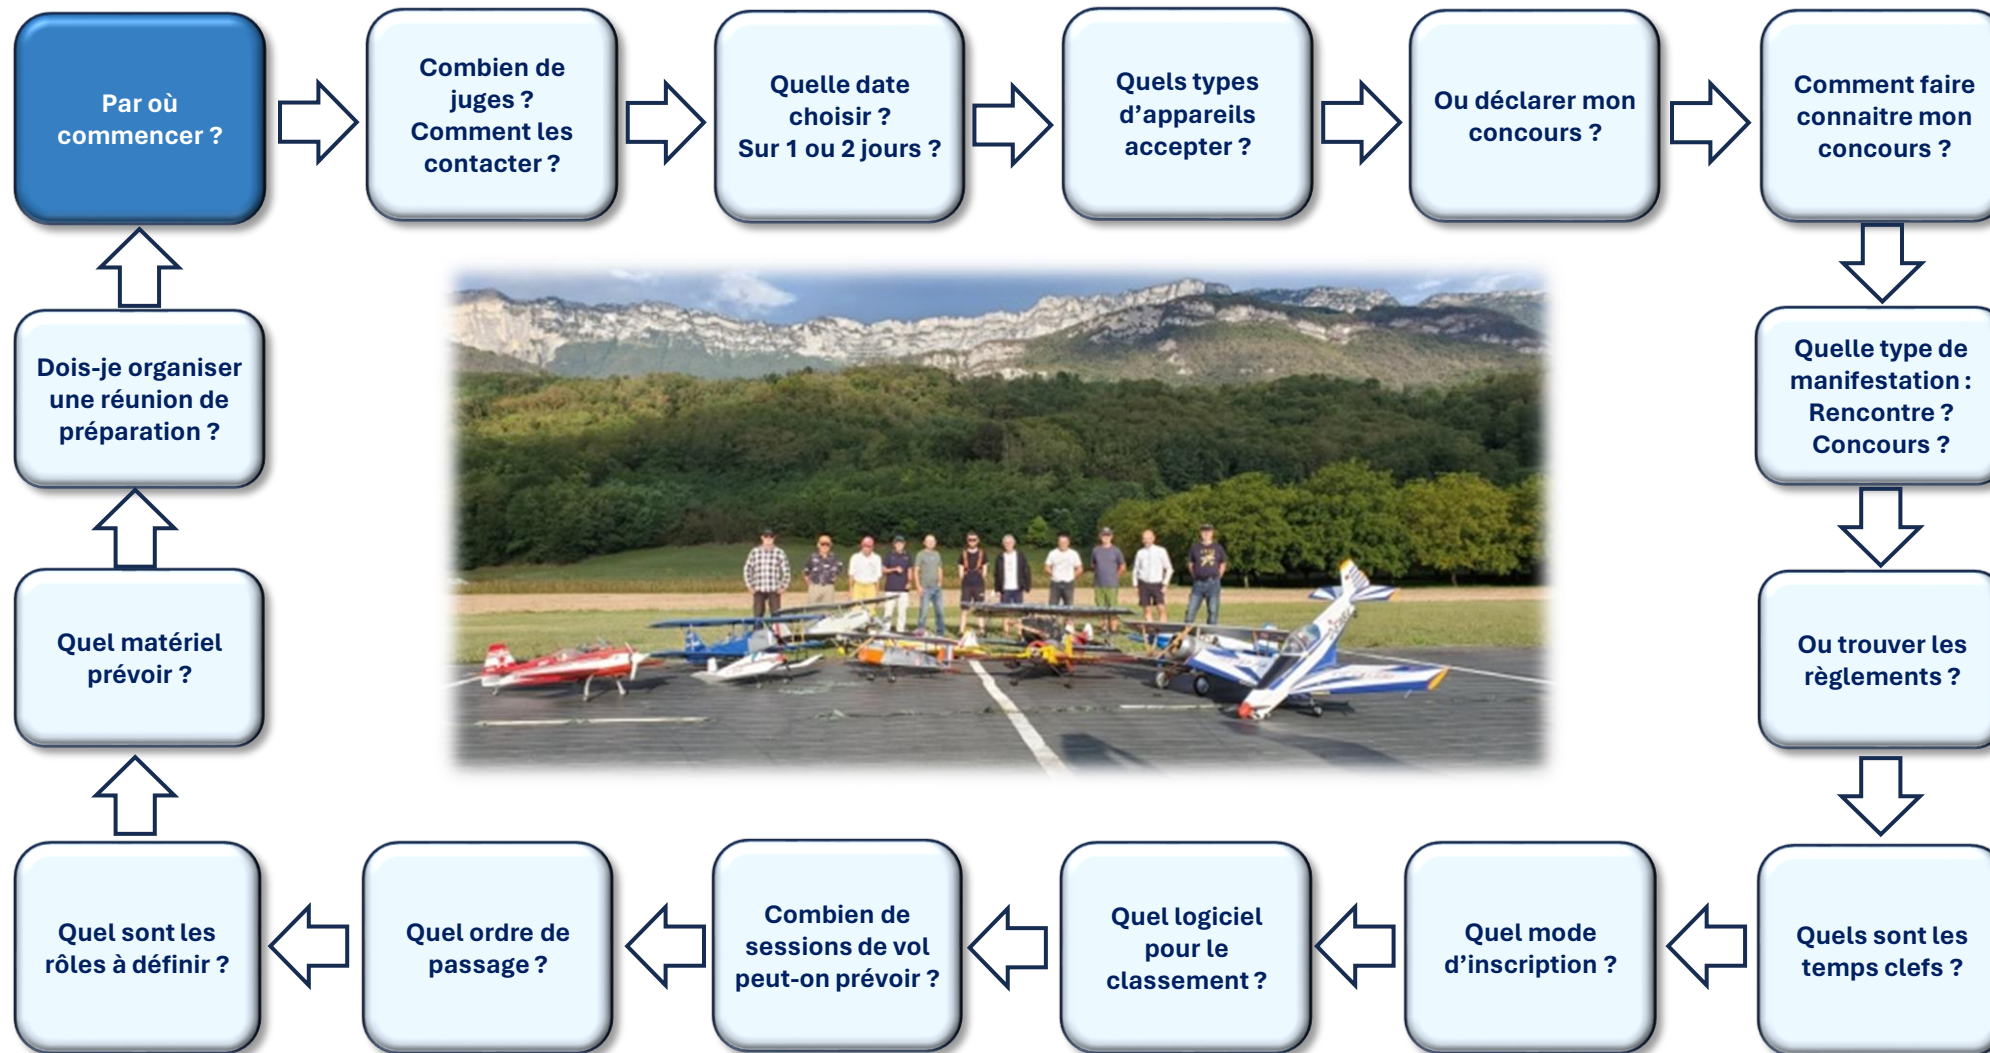 Par où
commencer ?
Combien de
juges ?
Comment les
contacter ?
Quelle date
choisir ?
Sur 1 ou 2 jours ?
Quels types
d’appareils
accepter ?
Ou déclarer mon
concours ?
Comment faire
connaitre mon
concours ?
Quelle type de
manifestation :
Rencontre ?
Concours ?
Ou trouver les
règlements ?
Quels sont les
temps clefs ?
Quel mode
d’inscription ?
Quel logiciel
pour le
classement ?
Combien de
sessions de vol
peut-on prévoir ?
Quel ordre de
passage ?
Quel sont les
rôles à définir ?
Quel matériel
prévoir ?
Dois-je organiser
une réunion de
préparation ?